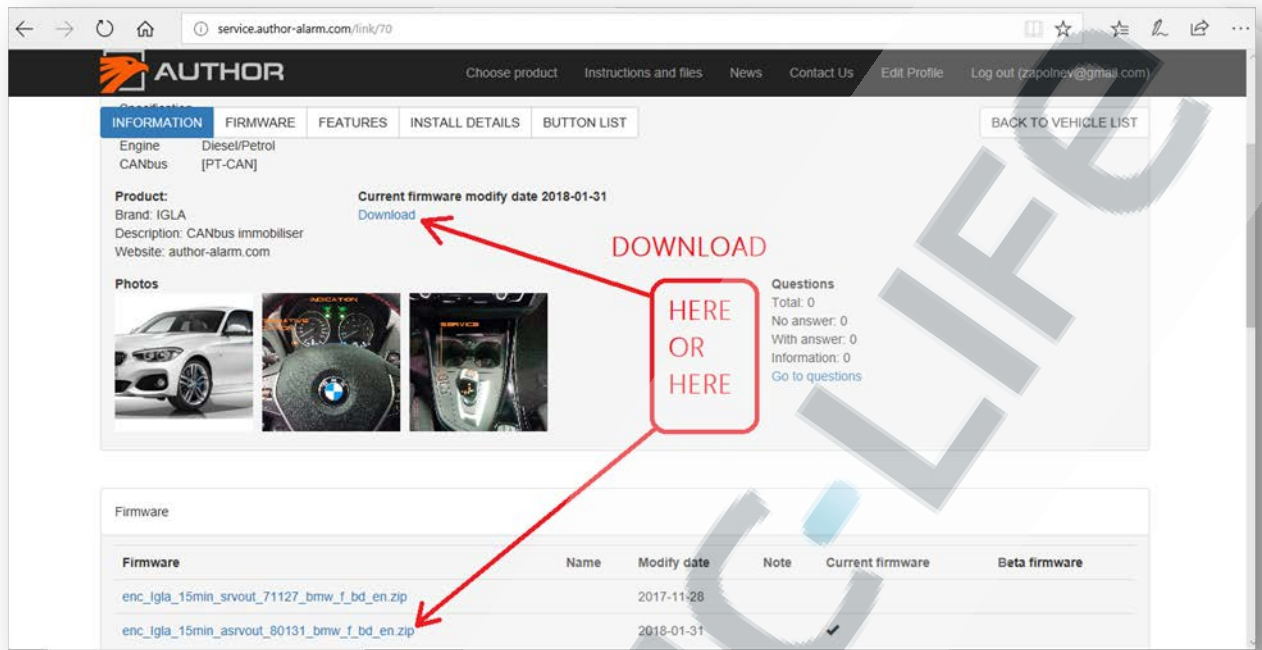 service.author-alarm.com/link/70
AUTHOR
Choose product Instructions and files News Contact Us Edit Profile Log out (zapolnev@gmail.com)
INFORMATION FIRMWARE FEATURES INSTALL DETAILS BUTTON LIST BACK TO VEHICLE LIST
Engine Diesel/Petrol
CANbus [PT-CAN]
Product:
Brand: IGLA
Description: CANbus immobiliser
Website: author-alarm.com
Current firmware modify date 2018-01-31
Download
DOWNLOAD
HERE
OR
HERE
Photos
INDICATION
SERVICE
Questions
Total: 0
No answer: 0
With answer: 0
Information: 0
Go to questions
Firmware
Firmware Name Modify date Note Current firmware Beta firmware
enc_Igla_15min_srvout_71127_bmw_f_bd_en.zip 2017-11-28
enc_Igla_15min_asrvout_80131_bmw_f_bd_en.zip 2018-01-31 ✔
C-LIFE